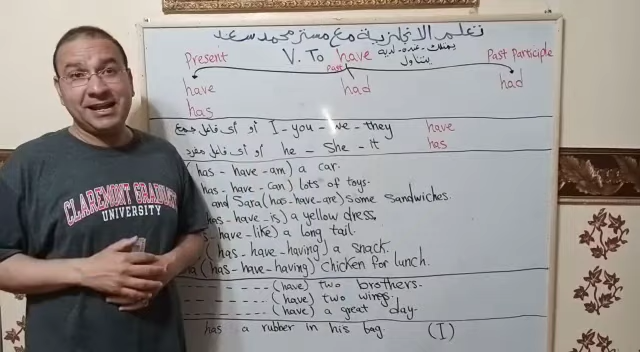 تعلم الانجليزية مع مستر محمد سعيد
Present V. To have يمتلك - عنده - لديه Past Participle
يتناول
Past
have had had
has
أو أى فاعل جمع I - you - we - they have
أو أى فاعل مفرد he - She - It has
(has - have - am) a car.
has - have - can) lots of toys.
and Sara (has - have - are) some sandwiches.
has - have - is) a yellow dress.
- have - like) a long tail.
(has - have - having) a snack.
(has - have - having) chicken for lunch.
(have) two brothers.
(have) two wings.
(have) a great day.
has a rubber in his bag. (I)
CLAREMONT GRADUATE
UNIVERSITY